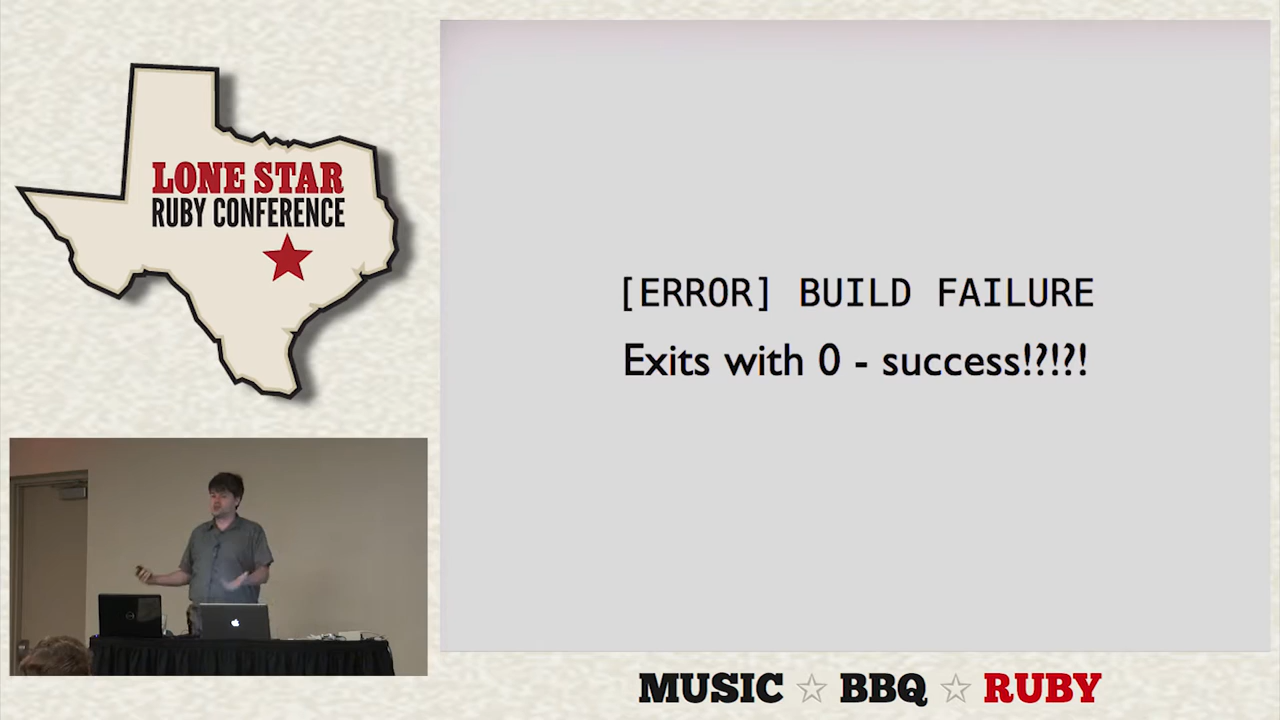 LONE STAR
RUBY CONFERENCE
[ERROR] BUILD FAILURE
Exits with 0 - success!?!?!
MUSIC ☆ BBQ ☆ RUBY